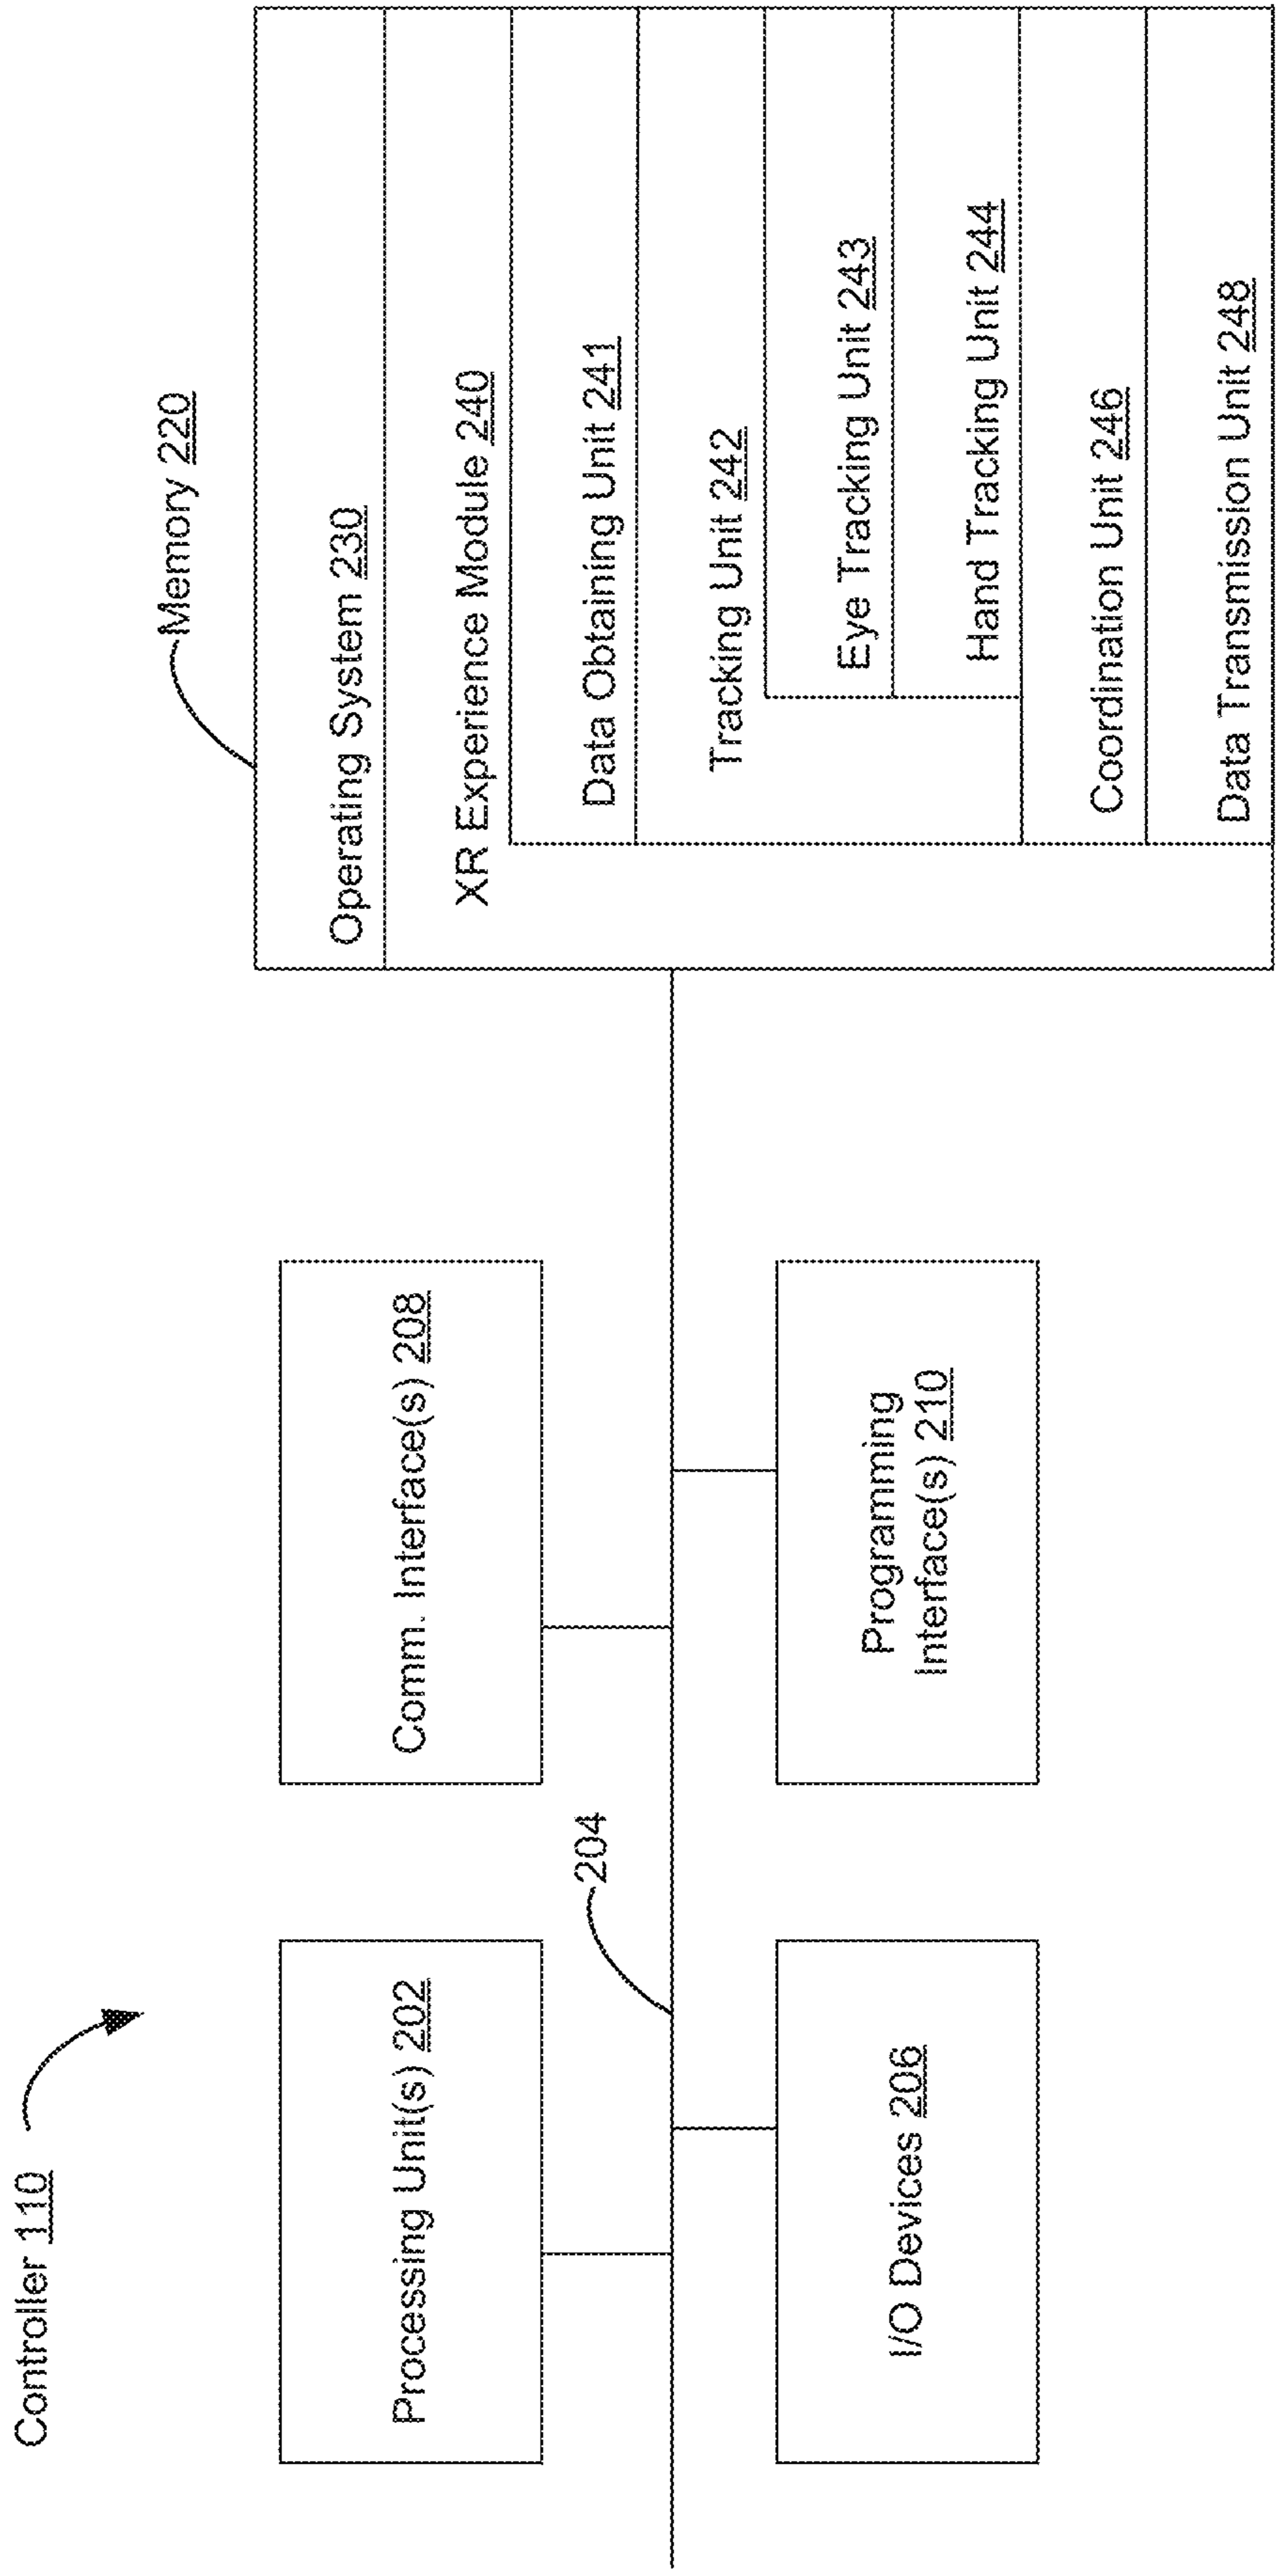 Controller 110
Processing Unit(s) 202
Comm. Interface(s) 208
204
I/O Devices 206
Programming
Interface(s) 210
Memory 220
Operating System 230
XR Experience Module 240
Data Obtaining Unit 241
Tracking Unit 242
Eye Tracking Unit 243
Hand Tracking Unit 244
Coordination Unit 246
Data Transmission Unit 248